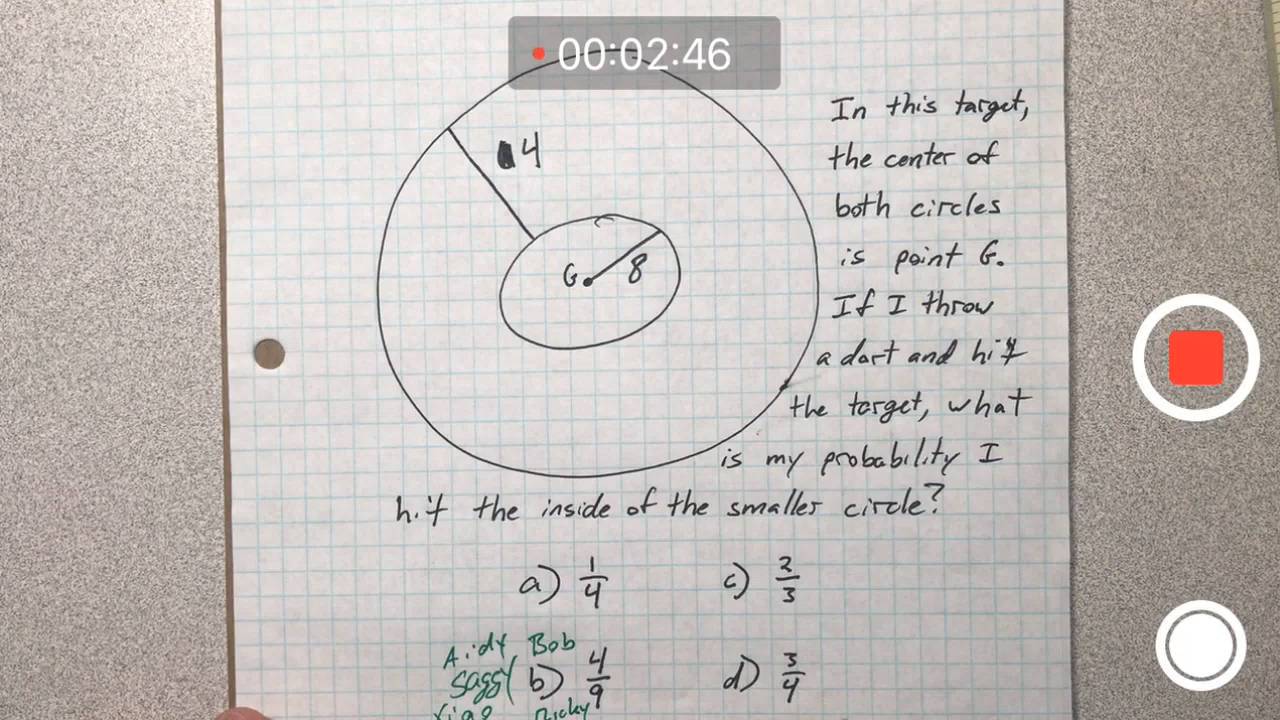 00:02:46
4
G
8
In this target,
the center of
both circles
is point G.
If I throw
a dart and hit
the target, what
is my probability I
hit the inside of the smaller circle?
a) 1/4
c) 2/3
Bob
b) 4/9
d) 3/4
Ricky